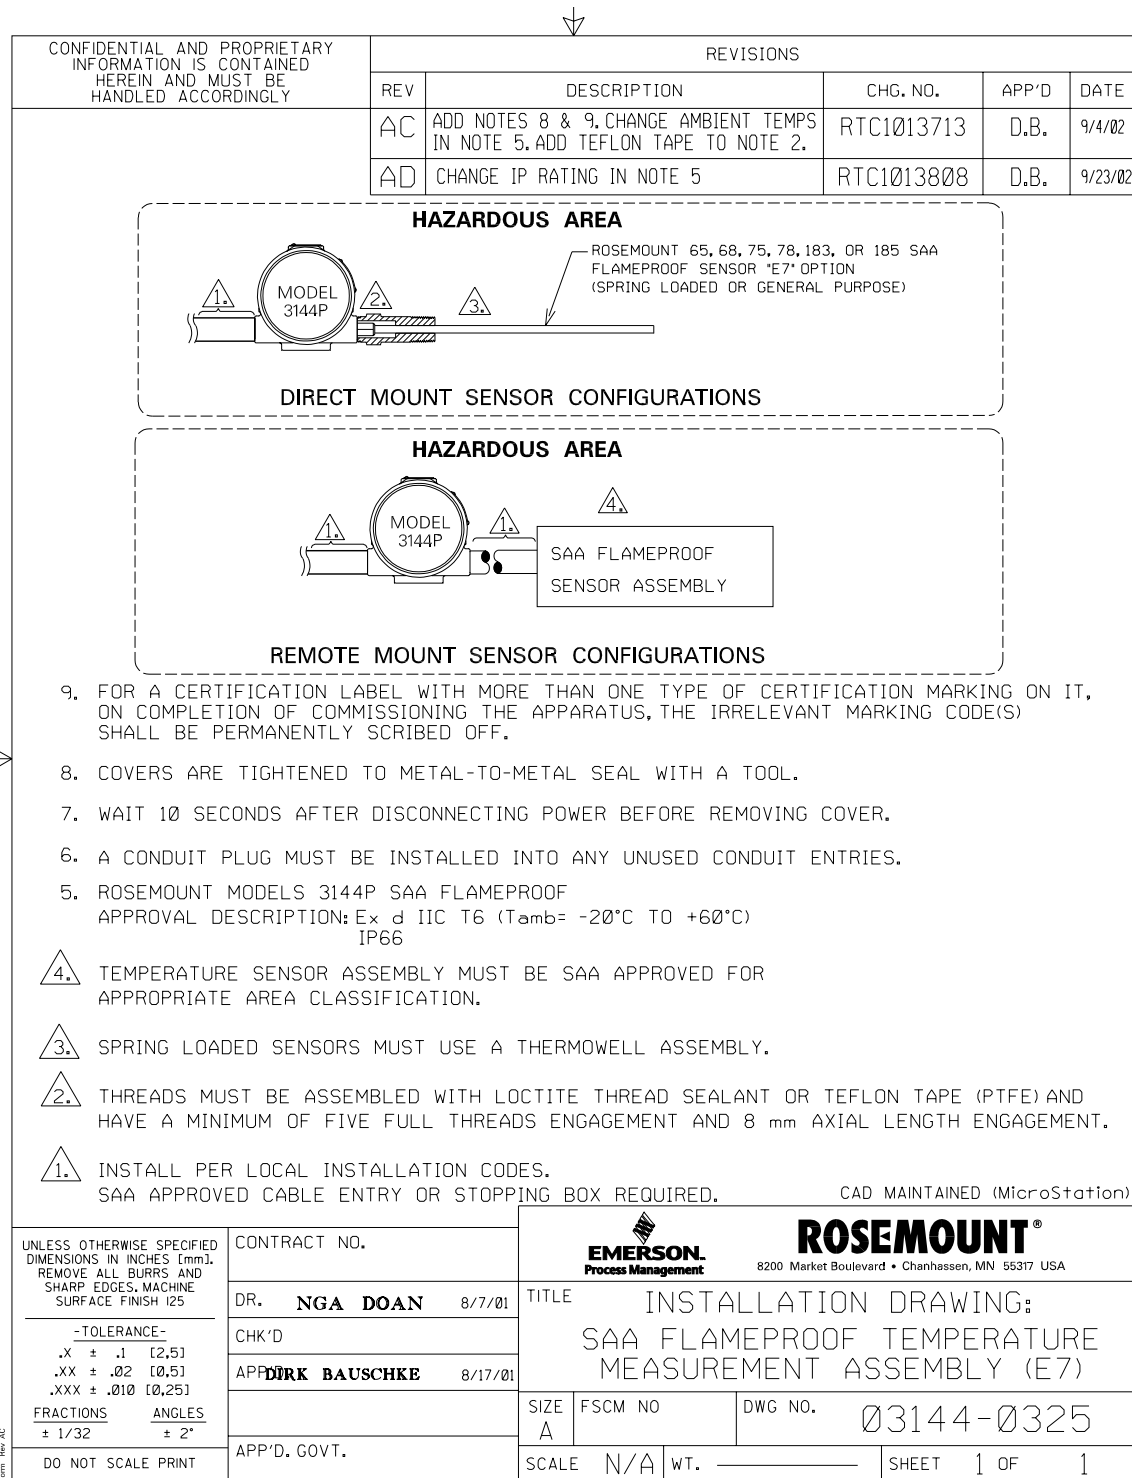 CONFIDENTIAL AND PROPRIETARY
INFORMATION IS CONTAINED
HEREIN AND MUST BE
HANDLED ACCORDINGLY
REVISIONS
REV DESCRIPTION CHG. NO. APP'D DATE
AC ADD NOTES 8 & 9. CHANGE AMBIENT TEMPS
IN NOTE 5. ADD TEFLON TAPE TO NOTE 2.
RTC1013713 D.B. 9/4/02
AD CHANGE IP RATING IN NOTE 5 RTC1013808 D.B. 9/23/02
HAZARDOUS AREA
ROSEMOUNT 65, 68, 75, 78, 183, OR 185 SAA
FLAMEPROOF SENSOR "E7" OPTION
(SPRING LOADED OR GENERAL PURPOSE)
1. MODEL 2. 3.
3144P
DIRECT MOUNT SENSOR CONFIGURATIONS
HAZARDOUS AREA
4.
1. MODEL 1.
3144P
SAA FLAMEPROOF
SENSOR ASSEMBLY
REMOTE MOUNT SENSOR CONFIGURATIONS
9. FOR A CERTIFICATION LABEL WITH MORE THAN ONE TYPE OF CERTIFICATION MARKING ON IT,
ON COMPLETION OF COMMISSIONING THE APPARATUS, THE IRRELEVANT MARKING CODE(S)
SHALL BE PERMANENTLY SCRIBED OFF.
8. COVERS ARE TIGHTENED TO METAL-TO-METAL SEAL WITH A TOOL.
7. WAIT 10 SECONDS AFTER DISCONNECTING POWER BEFORE REMOVING COVER.
6. A CONDUIT PLUG MUST BE INSTALLED INTO ANY UNUSED CONDUIT ENTRIES.
5. ROSEMOUNT MODELS 3144P SAA FLAMEPROOF
APPROVAL DESCRIPTION: Ex d IIC T6 (Tamb= -20°C TO +60°C)
IP66
4. TEMPERATURE SENSOR ASSEMBLY MUST BE SAA APPROVED FOR
APPROPRIATE AREA CLASSIFICATION.
3. SPRING LOADED SENSORS MUST USE A THERMOWELL ASSEMBLY.
2. THREADS MUST BE ASSEMBLED WITH LOCTITE THREAD SEALANT OR TEFLON TAPE (PTFE) AND
HAVE A MINIMUM OF FIVE FULL THREADS ENGAGEMENT AND 8 mm AXIAL LENGTH ENGAGEMENT.
1. INSTALL PER LOCAL INSTALLATION CODES.
SAA APPROVED CABLE ENTRY OR STOPPING BOX REQUIRED.
CAD MAINTAINED (MicroStation)
UNLESS OTHERWISE SPECIFIED
DIMENSIONS IN INCHES [mm].
REMOVE ALL BURRS AND
SHARP EDGES. MACHINE
SURFACE FINISH 125
-TOLERANCE-
.X ± .1 [2,5]
.XX ± .02 [0,5]
.XXX ± .010 [0,25]
FRACTIONS ANGLES
± 1/32 ± 2°
DO NOT SCALE PRINT
Form Rev AC
CONTRACT NO.
DR. NGA DOAN 8/7/01
CHK'D
APP'D DIRK BAUSCHKE 8/17/01
APP'D. GOVT.
EMERSON
Process Management
ROSEMOUNT®
8200 Market Boulevard • Chanhassen, MN 55317 USA
TITLE INSTALLATION DRAWING:
SAA FLAMEPROOF TEMPERATURE
MEASUREMENT ASSEMBLY (E7)
SIZE A FSCM NO DWG NO. 03144-0325
SCALE N/A WT. SHEET 1 OF 1